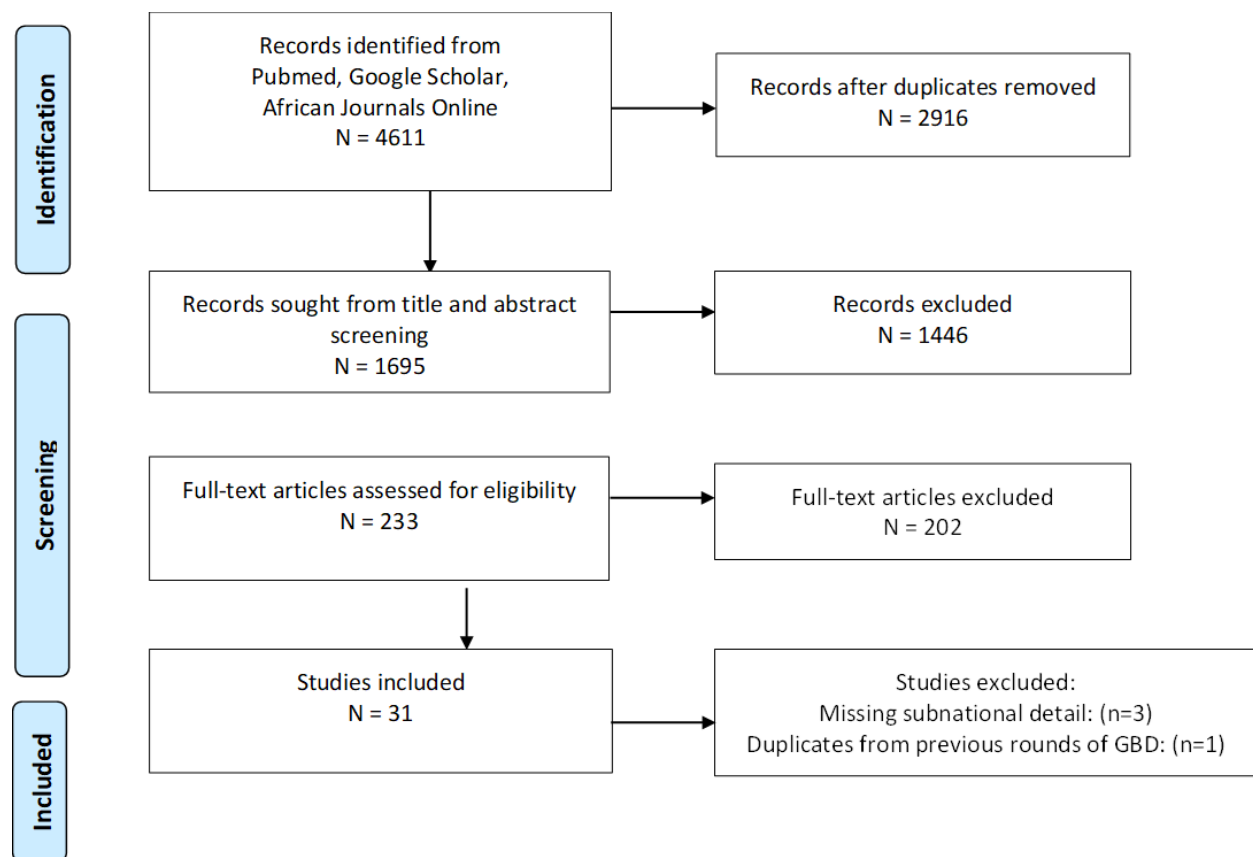 Identification
Records identified from
Pubmed, Google Scholar,
African Journals Online
N = 4611
Records after duplicates removed
N = 2916
Screening
Records sought from title and abstract
screening
N = 1695
Records excluded
N = 1446
Full-text articles assessed for eligibility
N = 233
Full-text articles excluded
N = 202
Included
Studies included
N = 31
Studies excluded:
Missing subnational detail: (n=3)
Duplicates from previous rounds of GBD: (n=1)